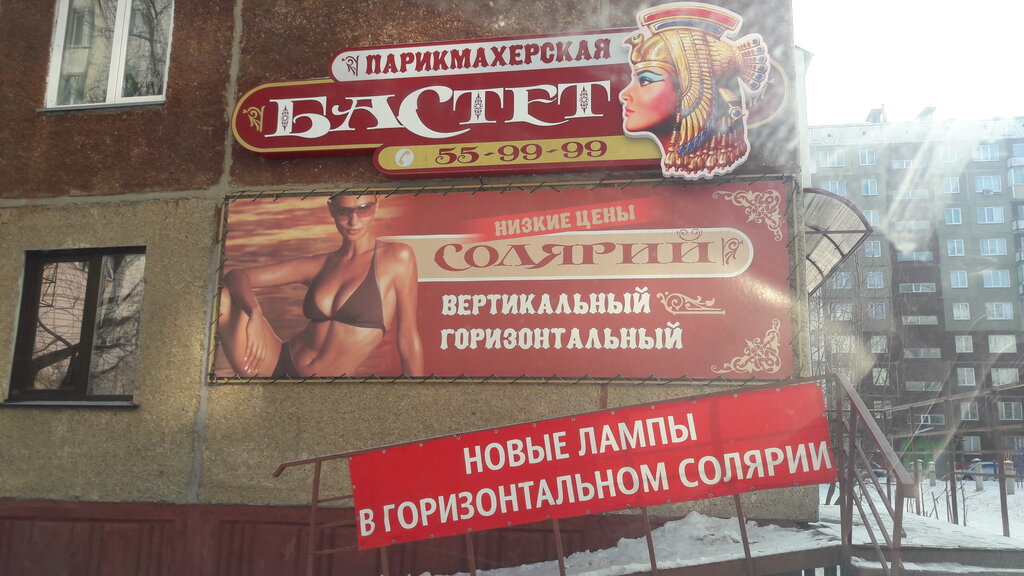 ПАРИКМАХЕРСКАЯ
БАСТЕТ
55-99-99
НИЗКИЕ ЦЕНЫ
СОЛЯРИЙ
ВЕРТИКАЛЬНЫЙ
ГОРИЗОНТАЛЬНЫЙ
НОВЫЕ ЛАМПЫ
В ГОРИЗОНТАЛЬНОМ СОЛЯРИИ